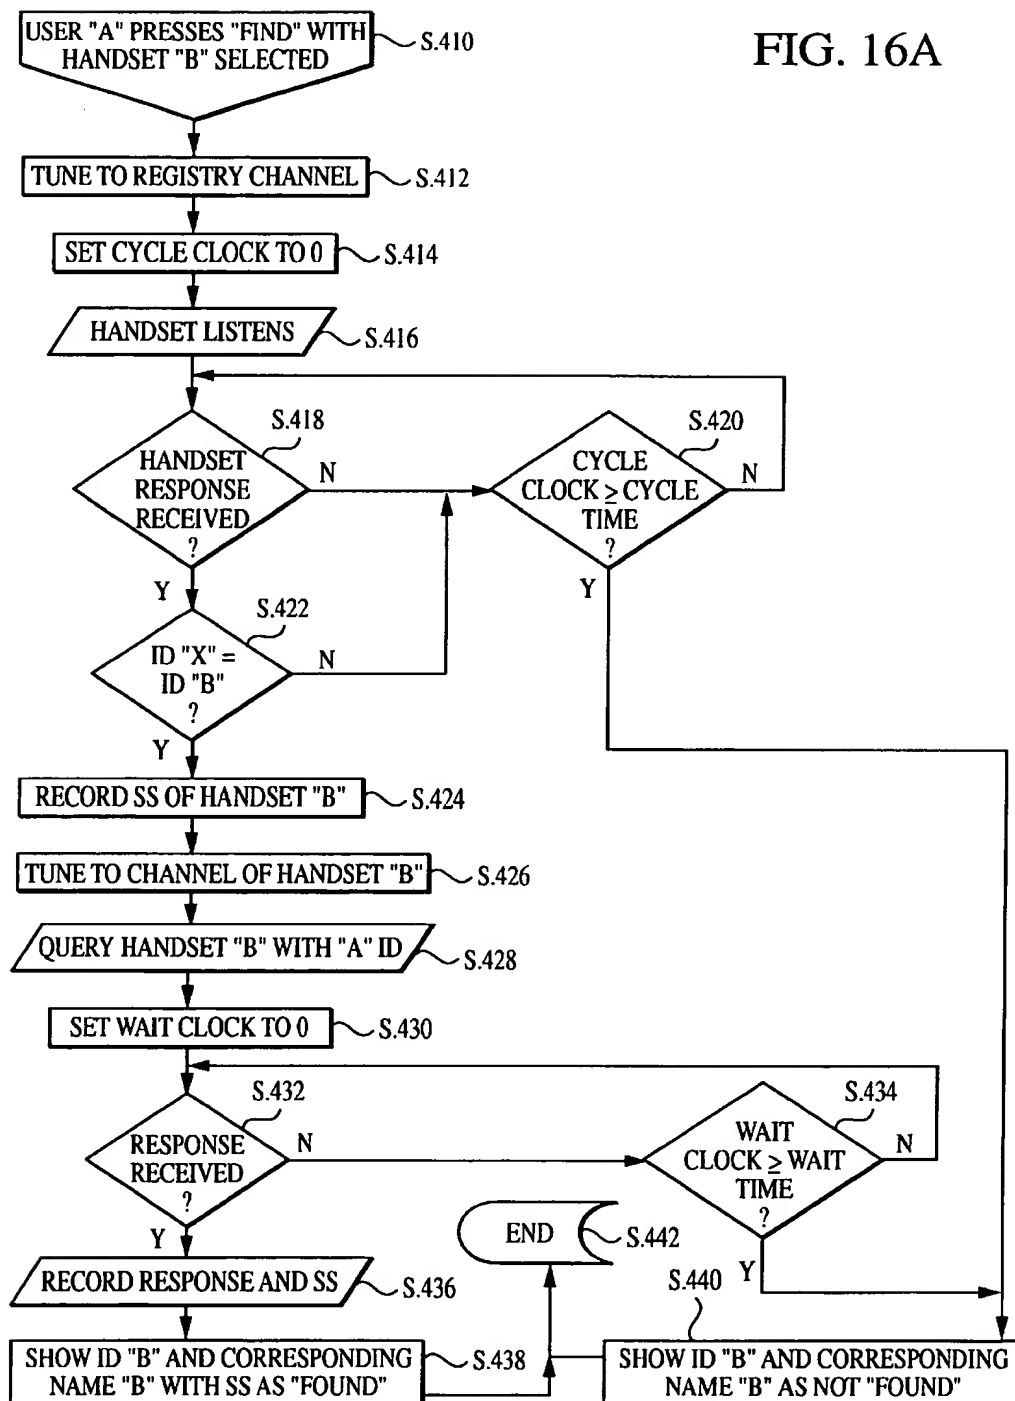 FIG. 16A
USER "A" PRESSES "FIND" WITH
HANDSET "B" SELECTED
S.410
TUNE TO REGISTRY CHANNEL
S.412
SET CYCLE CLOCK TO 0
S.414
HANDSET LISTENS
S.416
S.418
HANDSET
RESPONSE
RECEIVED
?
N
Y
S.420
CYCLE
CLOCK ≥ CYCLE
TIME
?
N
Y
S.422
ID "X" =
ID "B"
?
N
Y
RECORD SS OF HANDSET "B"
S.424
TUNE TO CHANNEL OF HANDSET "B"
S.426
QUERY HANDSET "B" WITH "A" ID
S.428
SET WAIT CLOCK TO 0
S.430
S.432
RESPONSE
RECEIVED
?
N
Y
S.434
WAIT
CLOCK ≥ WAIT
TIME
?
N
Y
END
S.442
RECORD RESPONSE AND SS
S.436
S.440
SHOW ID "B" AND CORRESPONDING
NAME "B" WITH SS AS "FOUND"
S.438
SHOW ID "B" AND CORRESPONDING
NAME "B" AS NOT "FOUND"